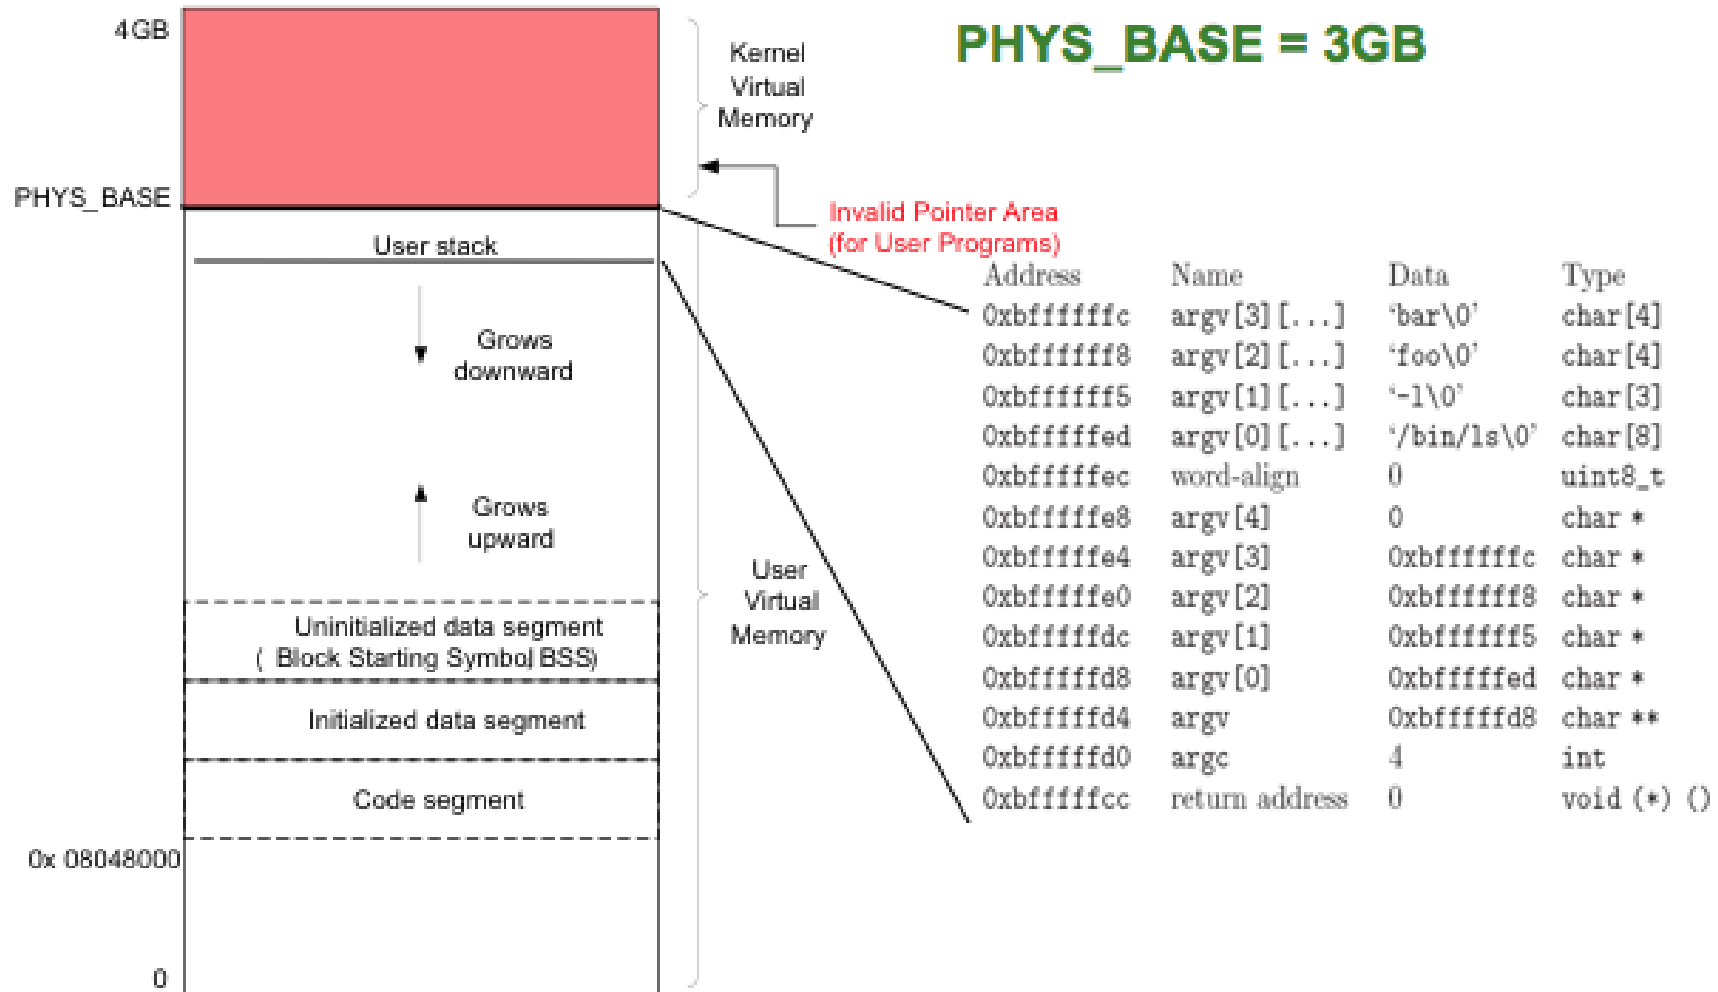 PHYS_BASE = 3GB
4GB
Kernel
Virtual
Memory
PHYS_BASE
Invalid Pointer Area
(for User Programs)
User stack
Grows
downward
Grows
upward
User
Virtual
Memory
Uninitialized data segment
( Block Starting Symbol BSS)
Initialized data segment
Code segment
0x 08048000
0
Address Name Data Type
0xbffffffc argv[3][...] ‘bar\0’ char[4]
0xbffffff8 argv[2][...] ‘foo\0’ char[4]
0xbffffff5 argv[1][...] ‘-l\0’ char[3]
0xbfffffed argv[0][...] ‘/bin/ls\0’ char[8]
0xbfffffec word-align 0 uint8_t
0xbfffffe8 argv[4] 0 char *
0xbfffffe4 argv[3] 0xbffffffc char *
0xbfffffe0 argv[2] 0xbffffff8 char *
0xbfffffdc argv[1] 0xbffffff5 char *
0xbfffffd8 argv[0] 0xbfffffed char *
0xbfffffd4 argv 0xbfffffd8 char **
0xbfffffd0 argc 4 int
0xbfffffcc return address 0 void (*) ()